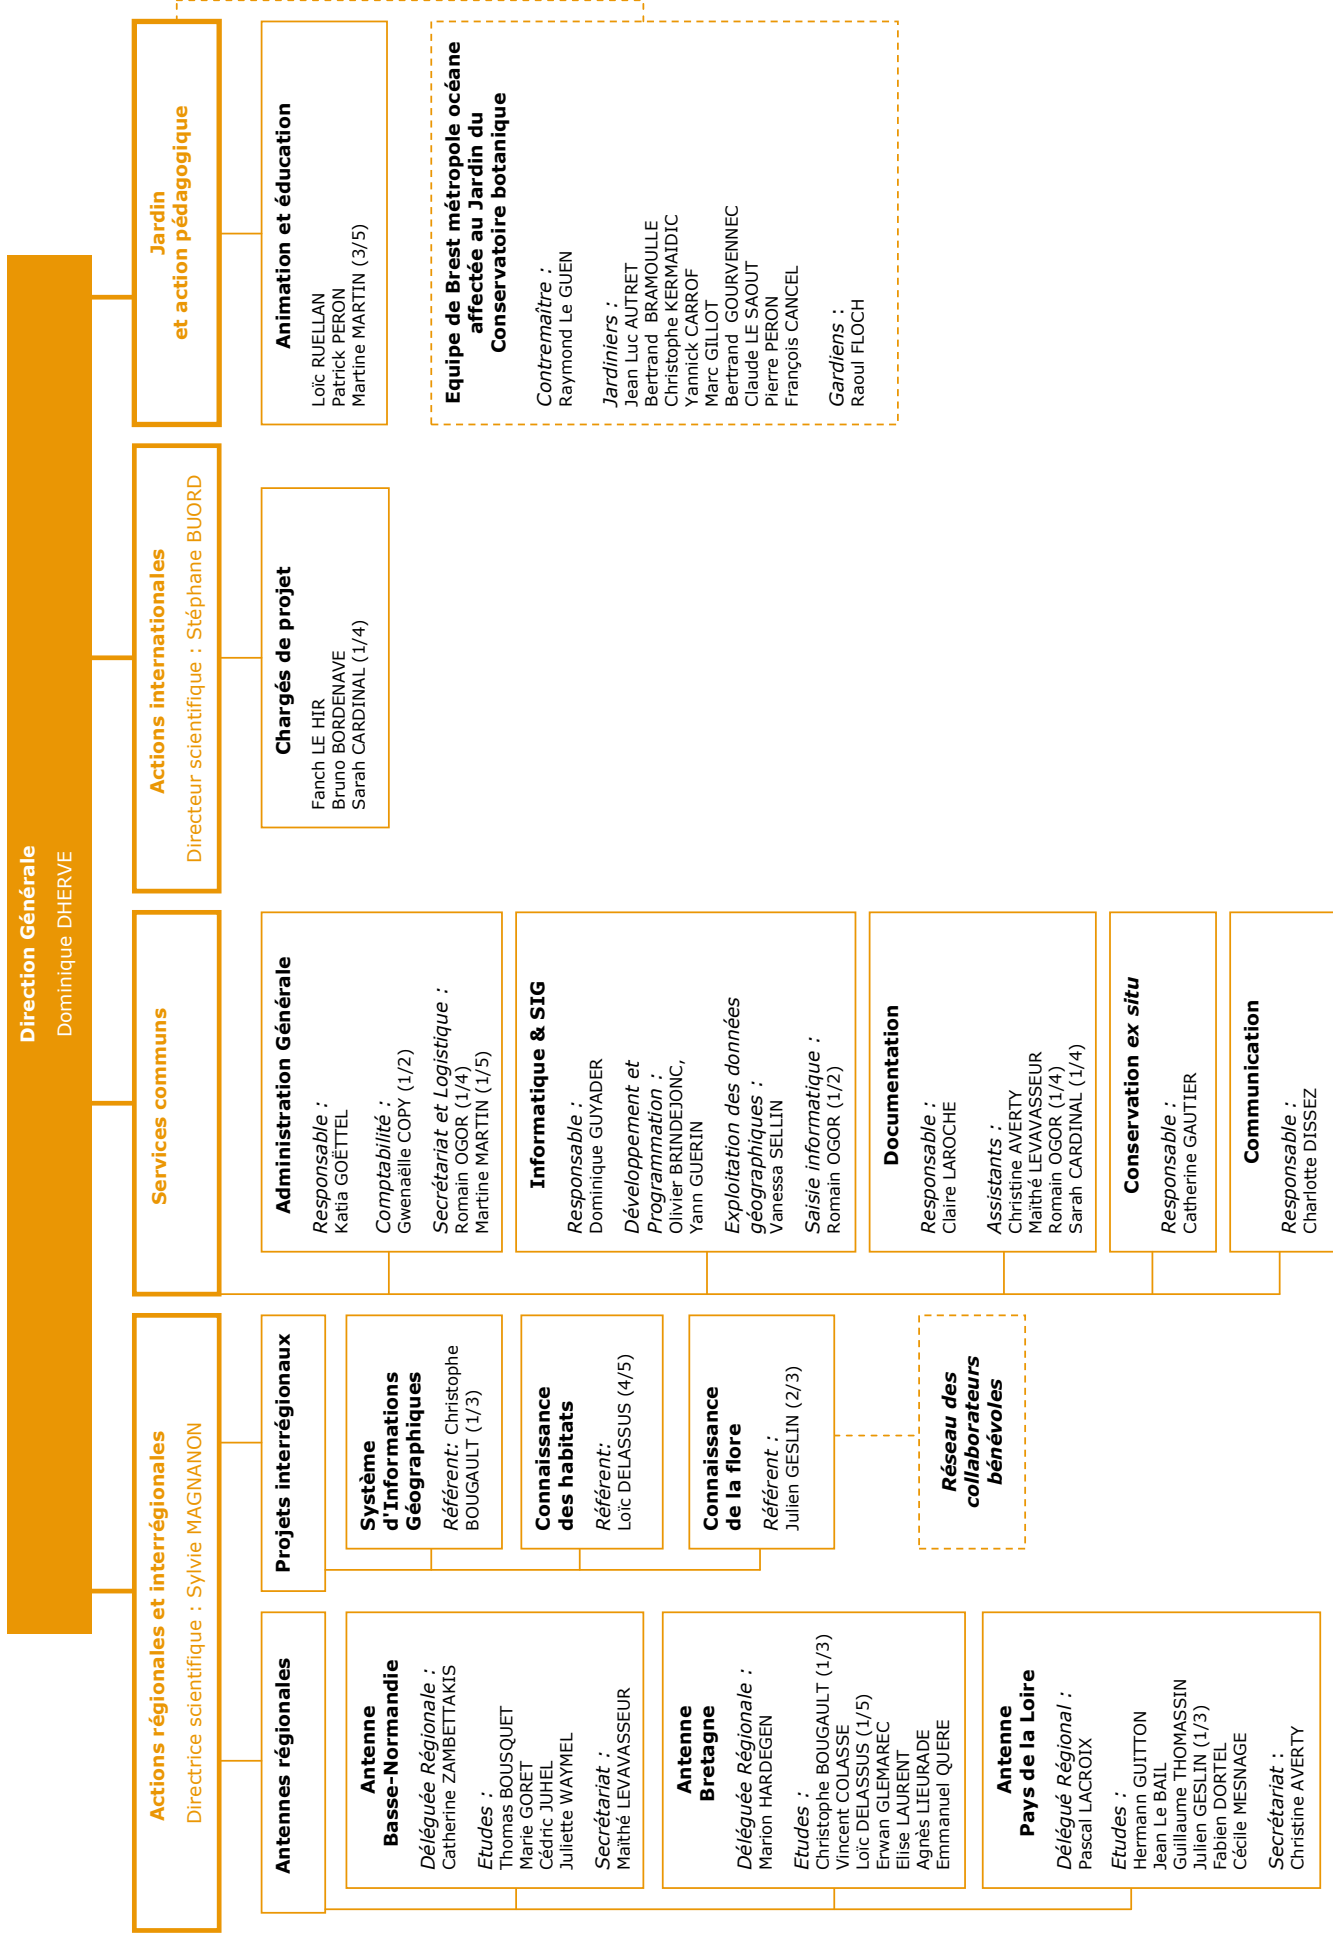 Direction Générale
Dominique DHERVE
Actions régionales et interrégionales
Directrice scientifique : Sylvie MAGNANON
Antennes régionales
Antenne
Basse-Normandie
Déléguée Régionale :
Catherine ZAMBETTAKIS
Etudes :
Thomas BOUSQUET
Marie GORET
Cédric JUHEL
Juliette WAYMEL
Secrétariat :
Maïthé LEVAVASSEUR
Antenne
Bretagne
Déléguée Régionale :
Marion HARDEGEN
Etudes :
Christophe BOUGAULT (1/3)
Vincent COLASSE
Loïc DELASSUS (1/5)
Erwan GLEMAREC
Elise LAURENT
Agnès LIEURADE
Emmanuel QUERE
Antenne
Pays de la Loire
Délégué Régional :
Pascal LACROIX
Etudes :
Hermann GUITTON
Jean Le BAIL
Guillaume THOMASSIN
Julien GESLIN (1/3)
Fabien DORTEL
Cécile MESNAGE
Secrétariat :
Christine AVERTY
Projets interrégionaux
Système
d'Informations
Géographiques
Référent: Christophe
BOUGAULT (1/3)
Connaissance
des habitats
Référent:
Loïc DELASSUS (4/5)
Connaissance
de la flore
Référent :
Julien GESLIN (2/3)
Réseau des
collaborateurs
bénévoles
Services communs
Administration Générale
Responsable :
Katia GOËTTEL
Comptabilité :
Gwenaëlle COPY (1/2)
Secrétariat et Logistique :
Romain OGOR (1/4)
Martine MARTIN (1/5)
Informatique & SIG
Responsable :
Dominique GUYADER
Développement et
Programmation :
Olivier BRINDEJONC,
Yann GUERIN
Exploitation des données
géographiques :
Vanessa SELLIN
Saisie informatique :
Romain OGOR (1/2)
Documentation
Responsable :
Claire LAROCHE
Assistants :
Christine AVERTY
Maïthé LEVAVASSEUR
Romain OGOR (1/4)
Sarah CARDINAL (1/4)
Conservation ex situ
Responsable :
Catherine GAUTIER
Communication
Responsable :
Charlotte DISSEZ
Actions internationales
Directeur scientifique : Stéphane BUORD
Chargés de projet
Fanch LE HIR
Bruno BORDENAVE
Sarah CARDINAL (1/4)
Jardin
et action pédagogique
Animation et éducation
Loïc RUELLAN
Patrick PERON
Martine MARTIN (3/5)
Equipe de Brest métropole océane
affectée au Jardin du
Conservatoire botanique
Contremaître :
Raymond Le GUEN
Jardiniers :
Jean Luc AUTRET
Bertrand BRAMOULLE
Christophe KERMAIDIC
Yannick CARROF
Marc GILLOT
Bertrand GOURVENNEC
Claude LE SAOUT
Pierre PERON
François CANCEL
Gardiens :
Raoul FLOCH